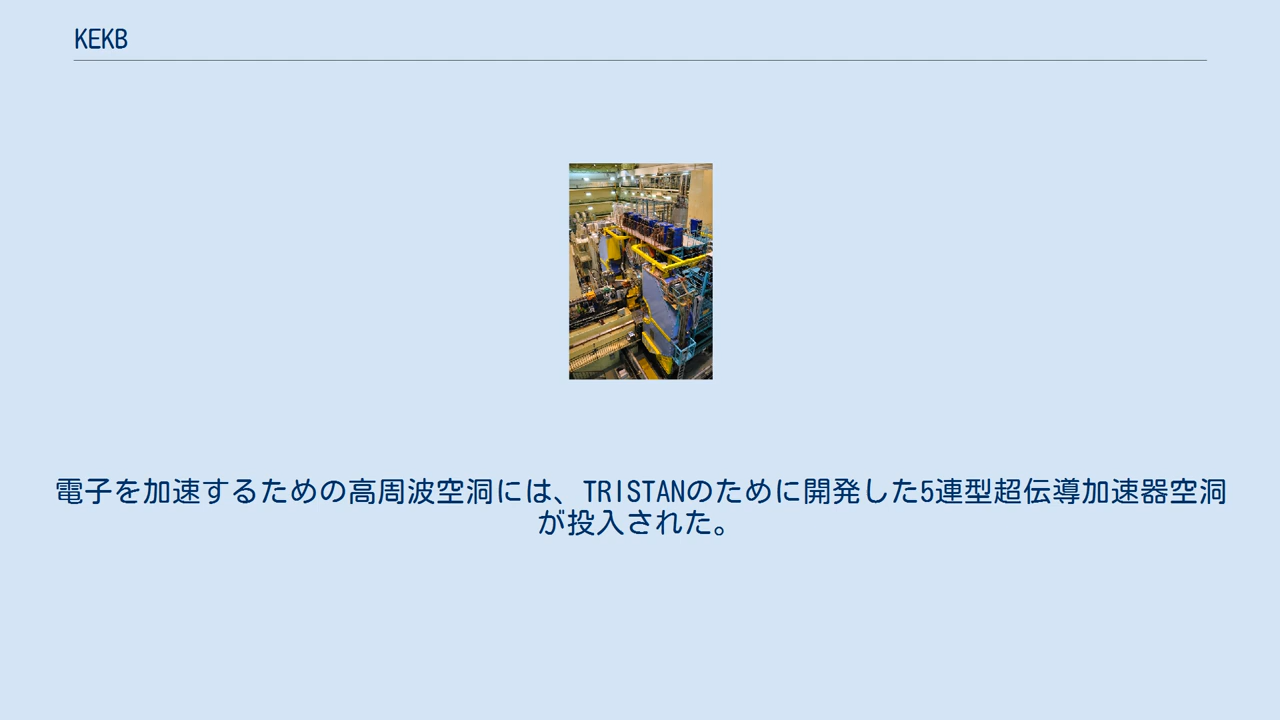 KEKB
電子を加速するための高周波空洞には、TRISTANのために開発した5連型超伝導加速器空洞
が投入された。